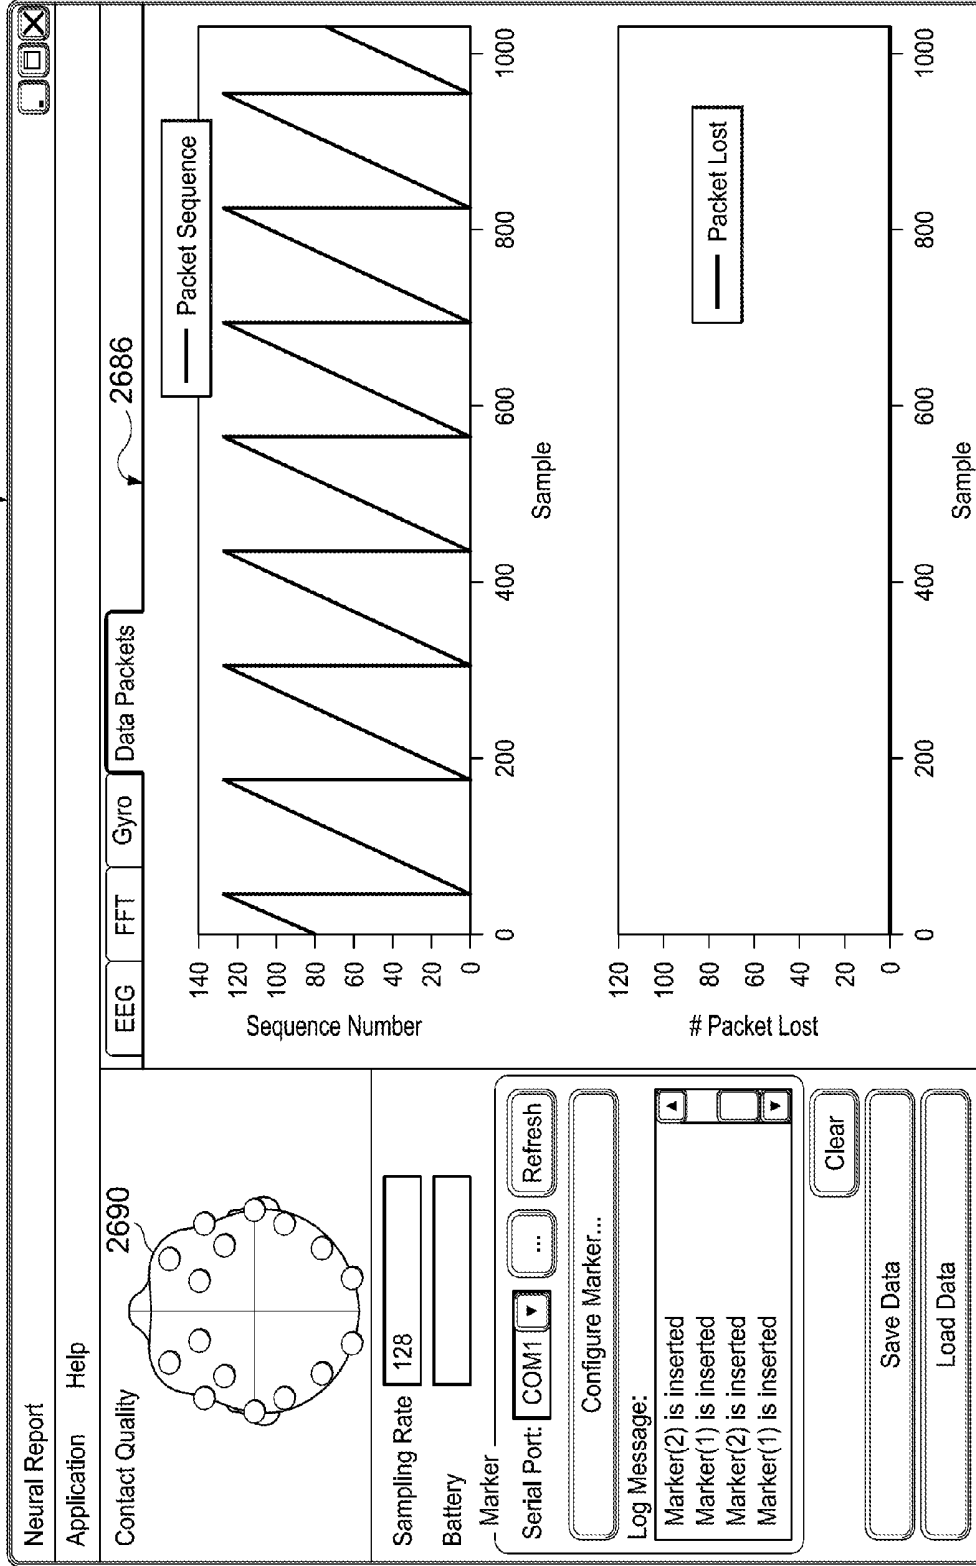 Neural Report
Application Help
Contact Quality
2690
Sampling Rate 128
Battery
Marker
Serial Port: COM1 ... Refresh
Configure Marker...
Log Message:
Marker(2) is inserted
Marker(1) is inserted
Marker(2) is inserted
Marker(1) is inserted
Clear
Save Data
Load Data
EEG FFT Gyro Data Packets
2686
Packet Sequence
Sequence Number
140
120
100
80
60
40
20
0
0 200 400 600 800 1000
Sample
Packet Lost
# Packet Lost
120
100
80
60
40
20
0
0 200 400 600 800 1000
Sample